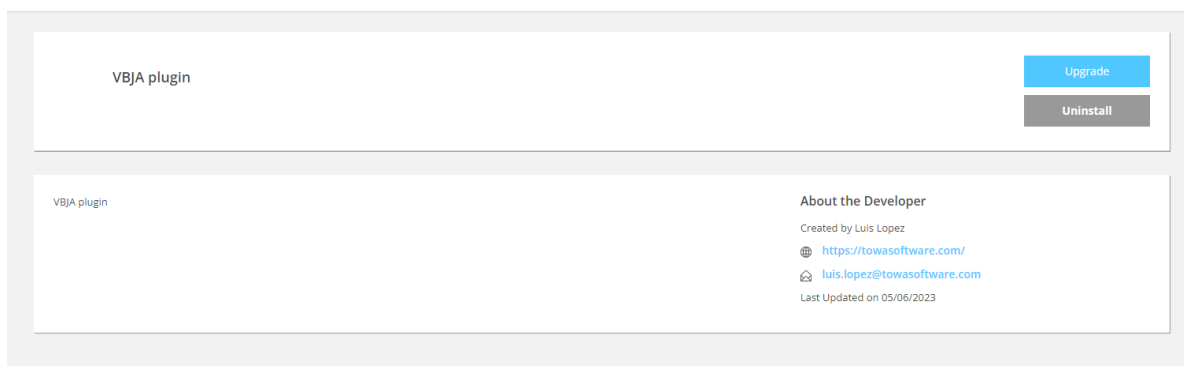 VBJA plugin
Upgrade
Uninstall
VBJA plugin
About the Developer
Created by Luis Lopez
https://towasoftware.com/
luis.lopez@towasoftware.com
Last Updated on 05/06/2023